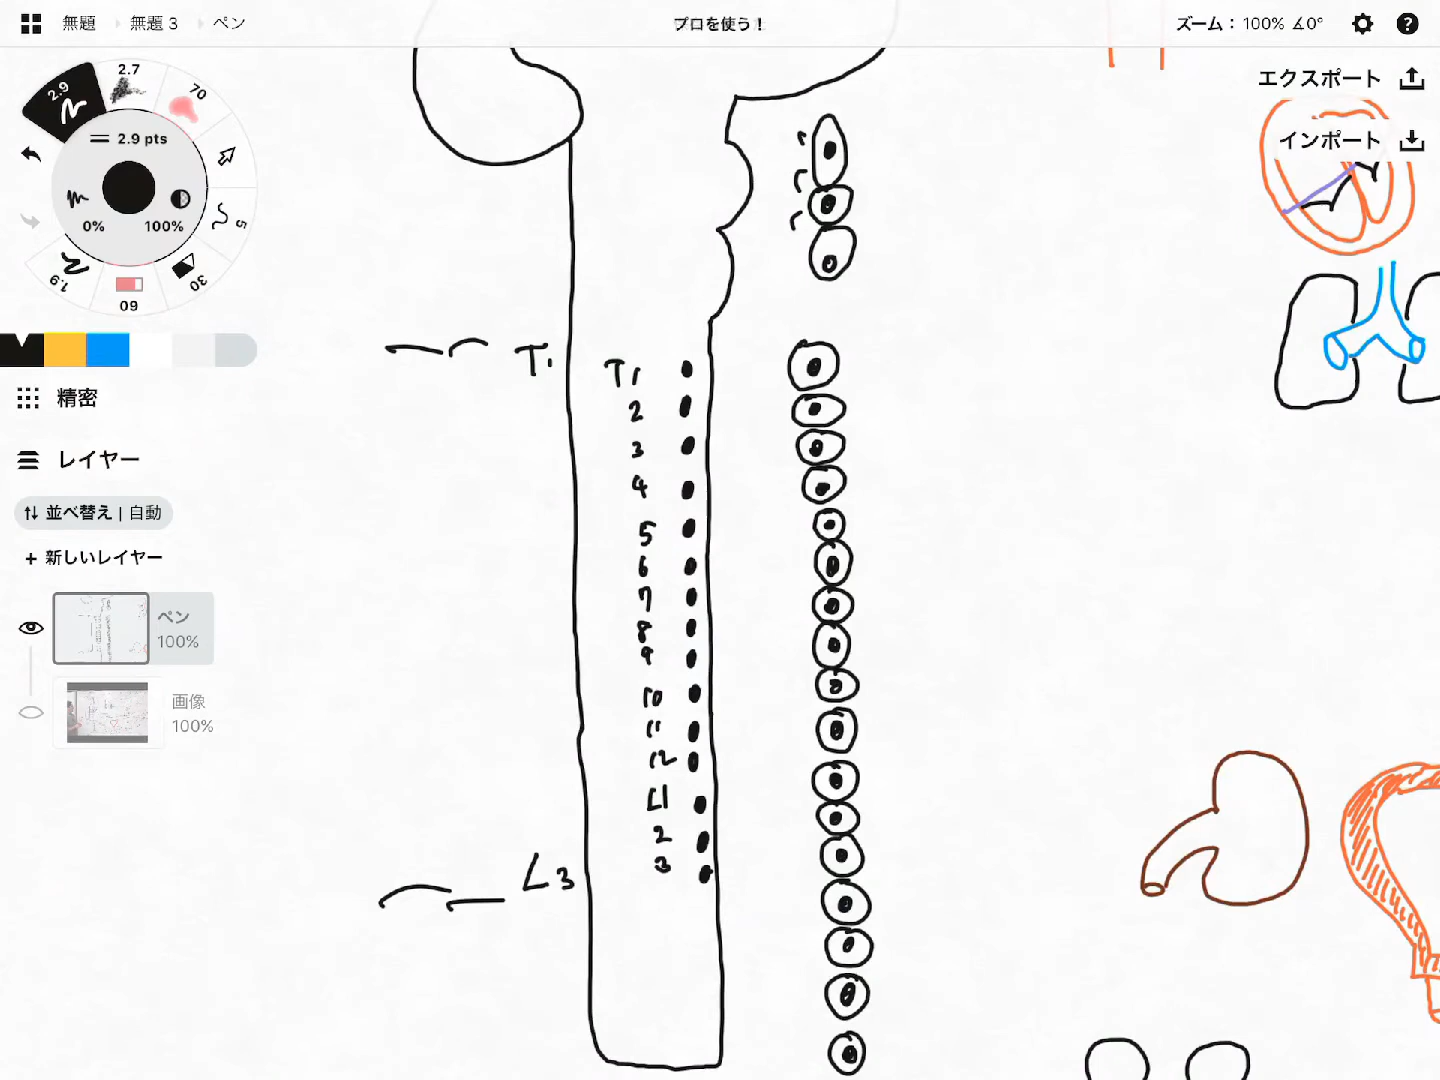 無題 無題 3 ペン
プロを使う！
ズーム： 100% ∡0°
エクスポート
インポート
2.9
2.7
70
2.9 pts
0%
100%
5
30
60
1.9
精密
レイヤー
並べ替え | 自動
+ 新しいレイヤー
ペン
100%
画像
100%
T1
T1
2
3
4
5
6
7
8
9
10
11
12
L1
2
3
L3